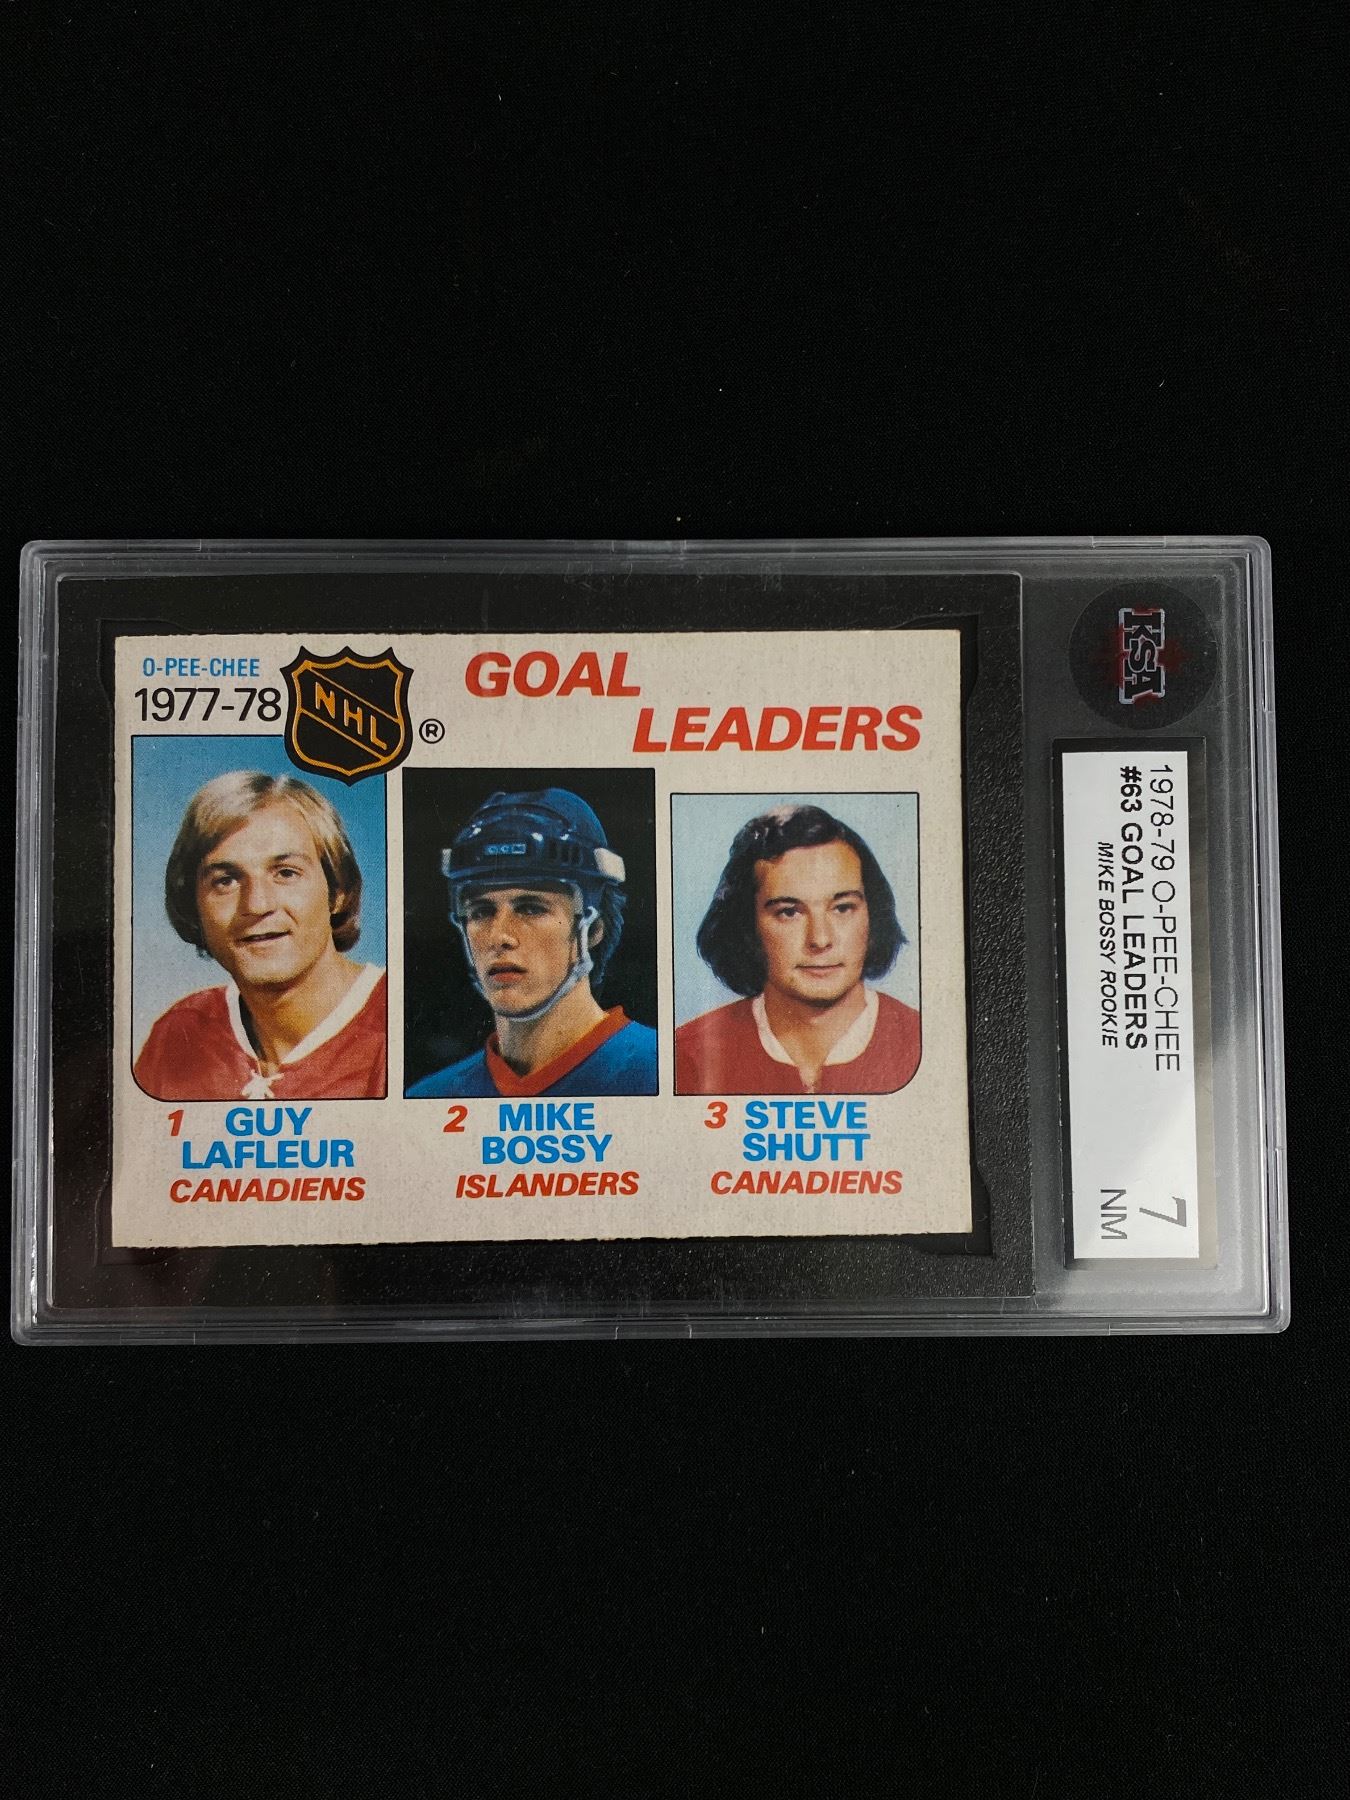 O-PEE-CHEE
1977-78
NHL
®
GOAL
LEADERS
CCM
1 GUY
LAFLEUR
CANADIENS
2 MIKE
BOSSY
ISLANDERS
3 STEVE
SHUTT
CANADIENS
KSA
1978-79 O-PEE-CHEE
#63 GOAL LEADERS
MIKE BOSSY ROOKIE
7
NM